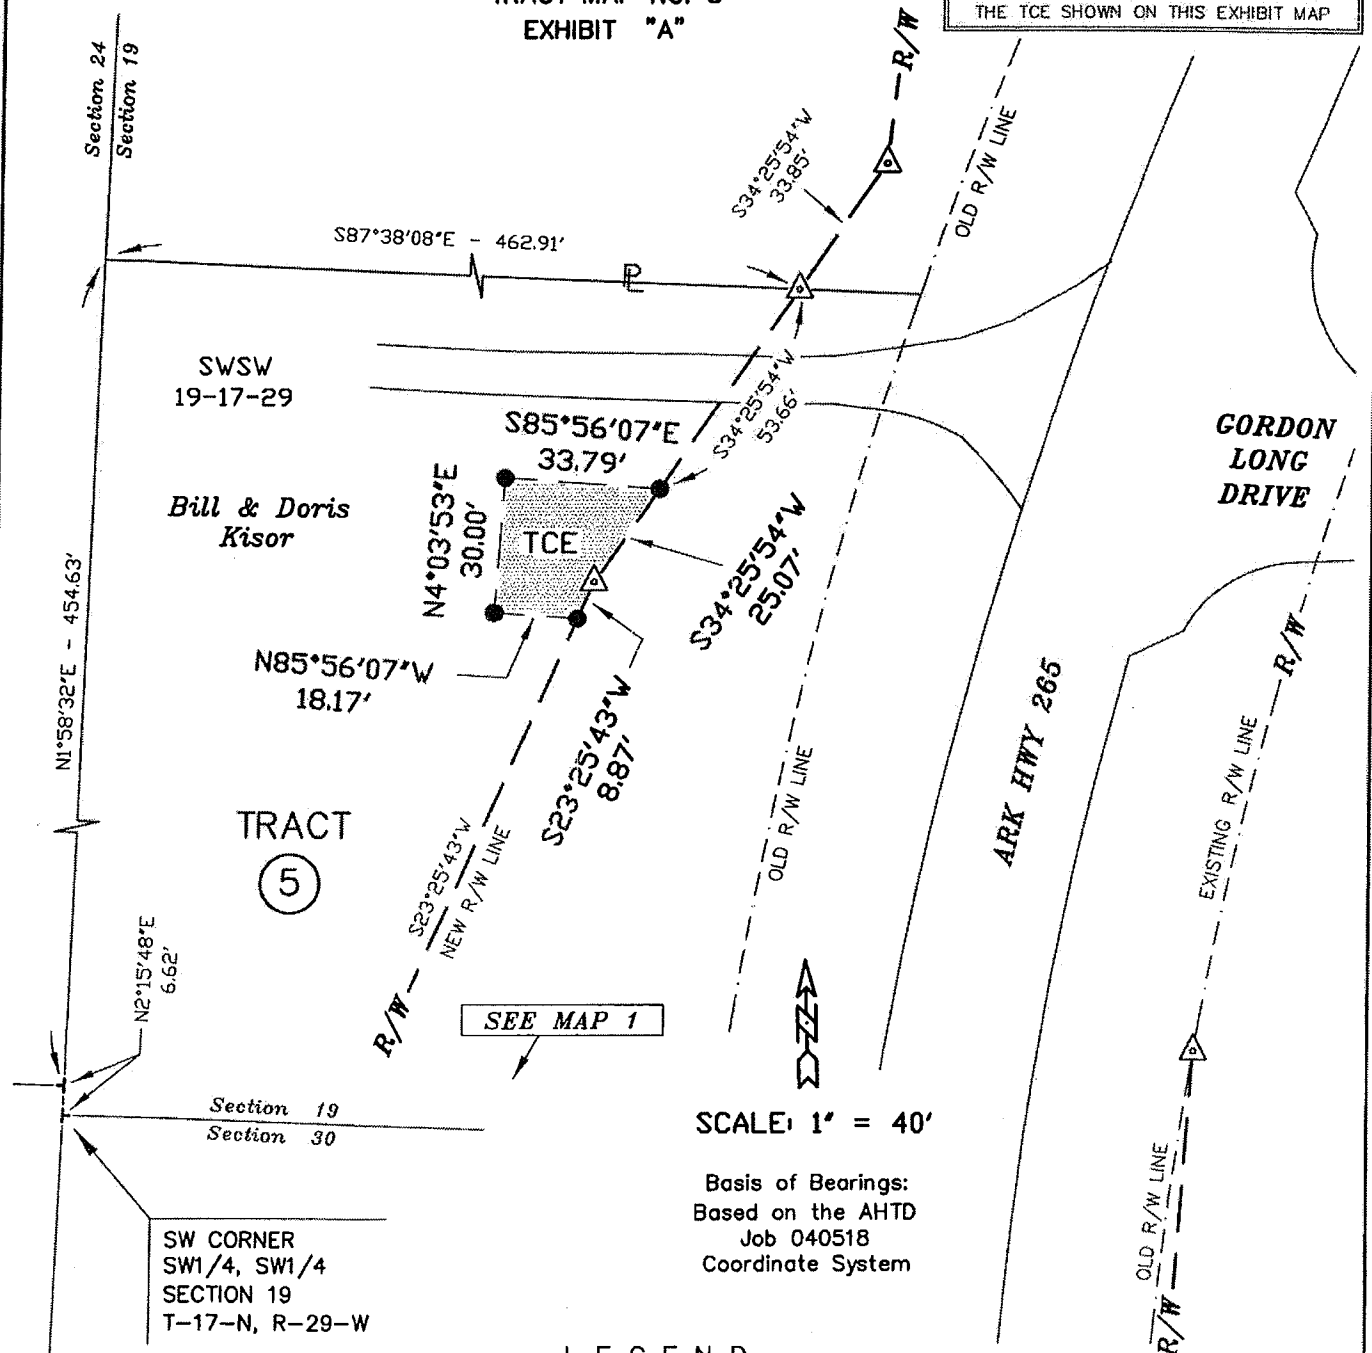 EXHIBIT "A"
THE TCE SHOWN ON THIS EXHIBIT MAP
Section 24
Section 19
R/W
S34°25'54"W
33.85'
OLD R/W LINE
S87°38'08"E - 462.91'
PL
SWSW
19-17-29
S34°25'54"W
53.66'
S85°56'07"E
33.79'
GORDON
LONG
DRIVE
Bill & Doris
Kisor
N4°03'53"E
30.00'
TCE
S34°25'54"W
25.07'
N1°58'32"E - 454.63'
N85°56'07"W
18.17'
S23°25'43"W
8.87'
R/W
ARK HWY 265
EXISTING R/W LINE
OLD R/W LINE
TRACT
5
S23°25'43"W
NEW R/W LINE
N2°15'48"E
6.62'
R/W
SEE MAP 1
N
Section 19
Section 30
SCALE: 1" = 40'
Basis of Bearings:
Based on the AHTD
Job 040518
Coordinate System
OLD R/W LINE
R/W
SW CORNER
SW1/4, SW1/4
SECTION 19
T-17-N, R-29-W
LEGEND